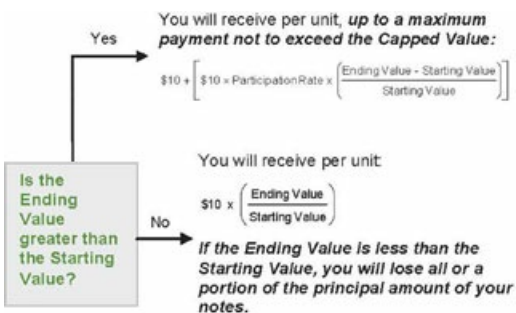 You will receive per unit, up to a maximum
payment not to exceed the Capped Value:
Yes
$10 + [ $10 × Participation Rate × ( Ending Value - Starting Value
Starting Value ) ]
You will receive per unit:
Is the
Ending
Value
greater than
the Starting
Value?
No
$10 × ( Ending Value
Starting Value )
If the Ending Value is less than the
Starting Value, you will lose all or a
portion of the principal amount of your
notes.